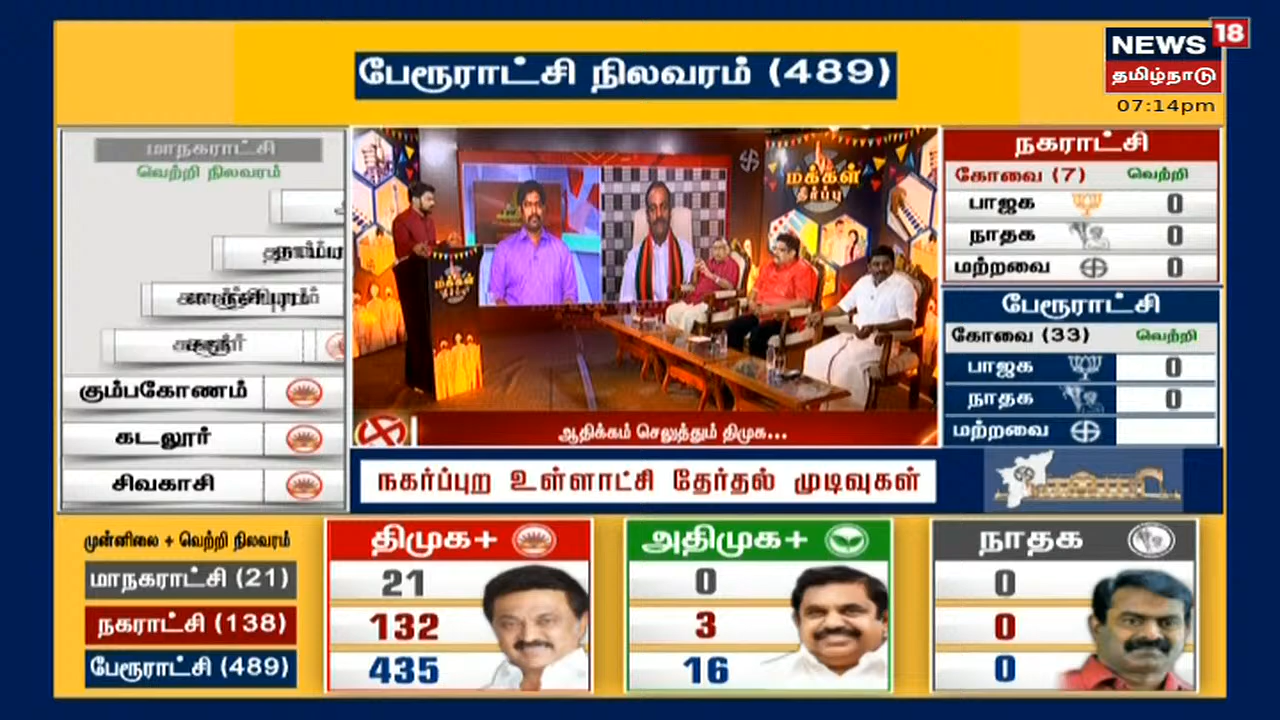 பேரூராட்சி நிலவரம் (489)
NEWS 18
தமிழ்நாடு
07:14pm
மாநகராட்சி
வெற்றி நிலவரம்
கும்பகோணம்
கடலூர்
சிவகாசி
மக்கள்
தீர்ப்பு
மக்கள்
தீர்ப்பு
ஆதிக்கம் செலுத்தும் திமுக...
நகர்ப்புற உள்ளாட்சி தேர்தல் முடிவுகள்
நகராட்சி
கோவை (7) வெற்றி
பாஜக 0
நாதக 0
மற்றவை 0
பேரூராட்சி
கோவை (33) வெற்றி
பாஜக 0
நாதக 0
மற்றவை
முன்னிலை + வெற்றி நிலவரம்
திமுக+ அதிமுக+ நாதக
மாநகராட்சி (21) 21 0 0
நகராட்சி (138) 132 3 0
பேரூராட்சி (489) 435 16 0